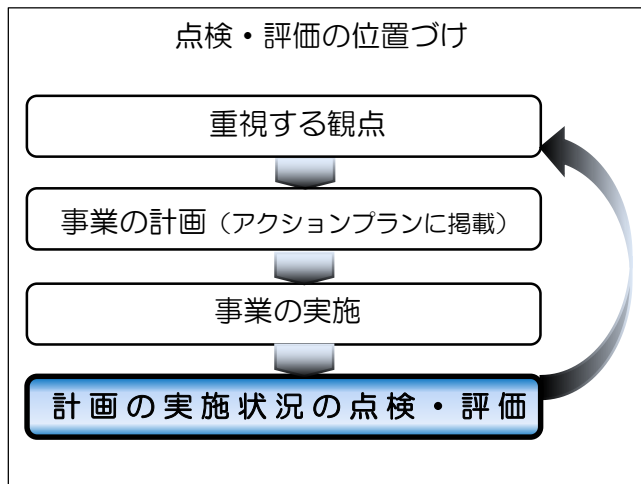 点検・評価の位置づけ
重視する観点
事業の計画（アクションプランに掲載）
事業の実施
計画の実施状況の点検・評価